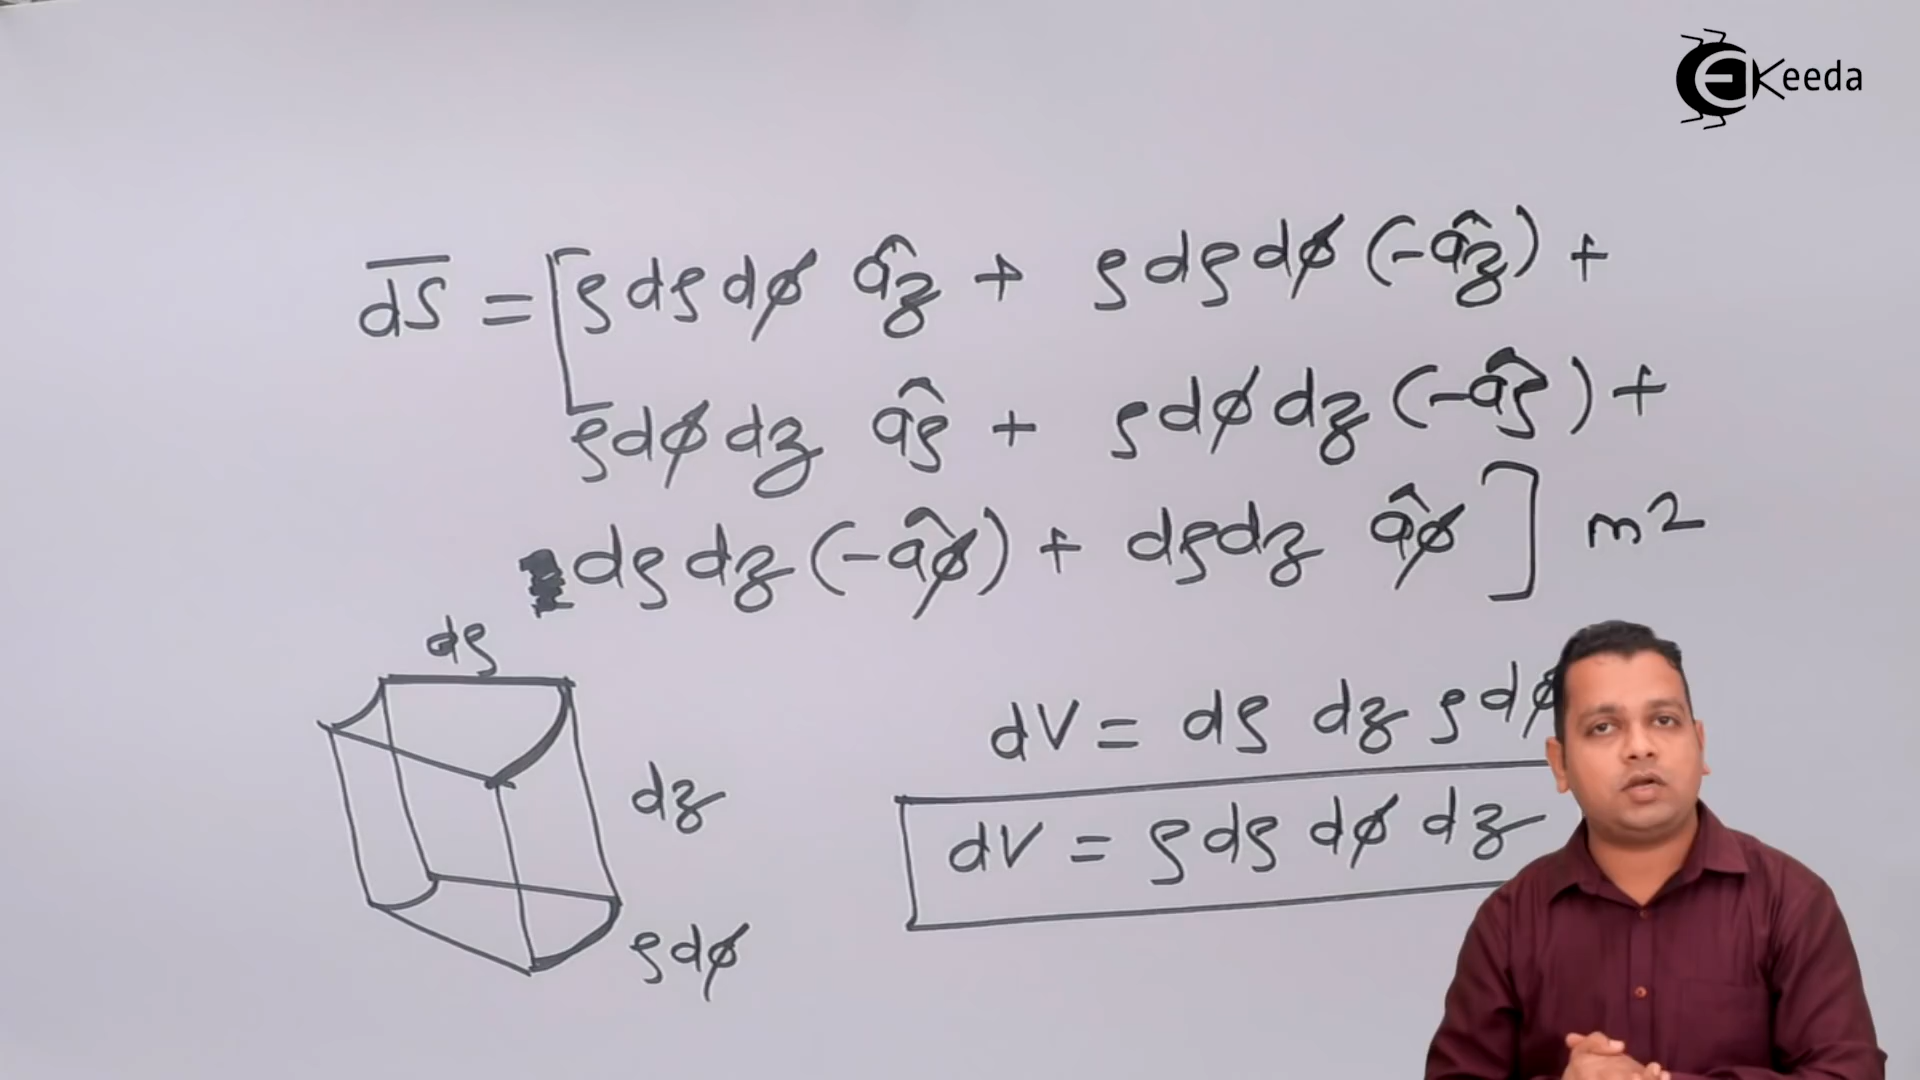 EKeeda
d̅S̅ = [ρ dρ dϕ âz + ρ dρ dϕ (-âz) +
ρ dϕ dz âρ + ρ dϕ dz (-âρ) +
dρ dz (-âϕ) + dρ dz âϕ] m2
dρ
dz
ρ dϕ
dV = dρ dz ρ dϕ
dV = ρ dρ dϕ dz